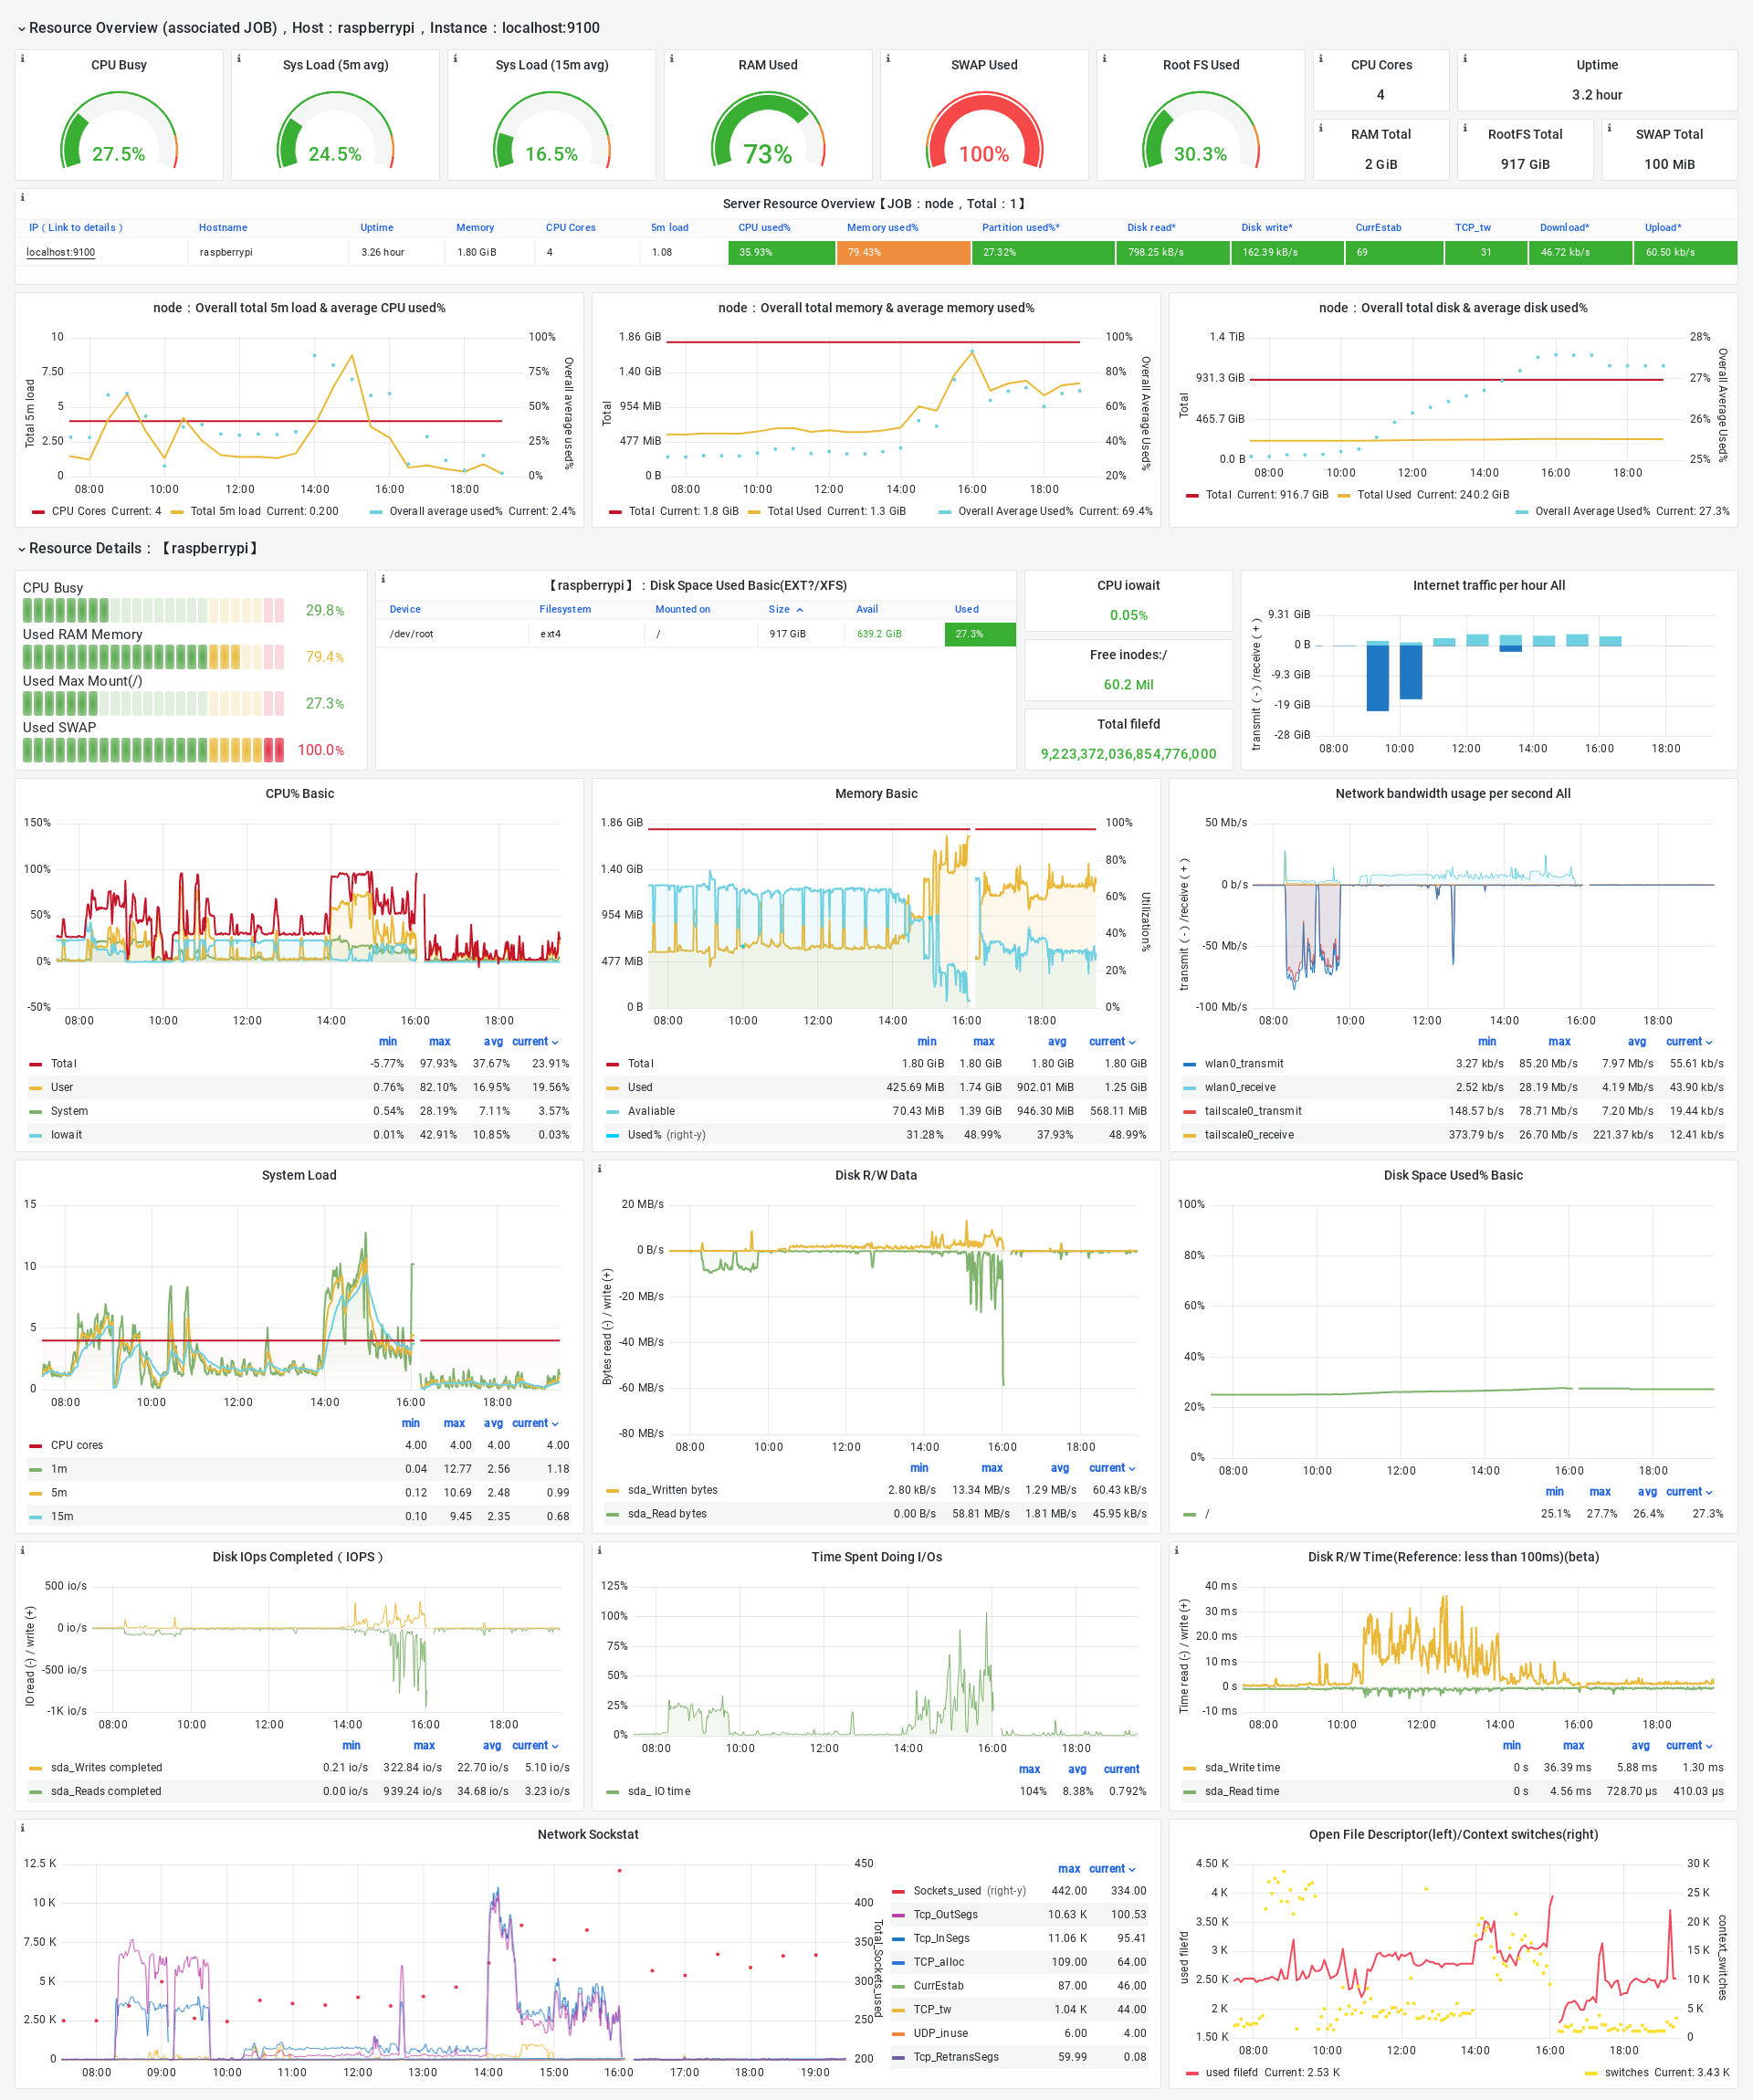 Resource Overview (associated JOB)，Host：raspberrypi，Instance：localhost:9100
CPU Busy
27.5%
Sys Load (5m avg)
24.5%
Sys Load (15m avg)
16.5%
RAM Used
73%
SWAP Used
100%
Root FS Used
30.3%
CPU Cores
4
Uptime
3.2 hour
RAM Total
2 GiB
RootFS Total
917 GiB
SWAP Total
100 MiB
Server Resource Overview【JOB：node，Total：1】
IP（Link to details） Hostname Uptime Memory CPU Cores 5m load CPU used% Memory used% Partition used%* Disk read* Disk write* CurrEstab TCP_tw Download* Upload*
localhost:9100 raspberrypi 3.26 hour 1.80 GiB 4 1.08 35.93% 79.43% 27.32% 798.25 kB/s 162.39 kB/s 69 31 46.72 kb/s 60.50 kb/s
node：Overall total 5m load & average CPU used%
Total 5m load
10
7.50
5
2.50
0
100%
75%
50%
25%
0%
Overall average used%
08:00 10:00 12:00 14:00 16:00 18:00
CPU Cores Current: 4 Total 5m load Current: 0.200 Overall average used% Current: 2.4%
node：Overall total memory & average memory used%
Total
1.86 GiB
1.40 GiB
954 MiB
477 MiB
0 B
100%
80%
60%
40%
20%
Overall Average Used%
08:00 10:00 12:00 14:00 16:00 18:00
Total Current: 1.8 GiB Total Used Current: 1.3 GiB Overall Average Used% Current: 69.4%
node：Overall total disk & average disk used%
Total
1.4 TiB
931.3 GiB
465.7 GiB
0.0 B
28%
27%
26%
25%
Overall Average Used%
08:00 10:00 12:00 14:00 16:00 18:00
Total Current: 916.7 GiB Total Used Current: 240.2 GiB
Overall Average Used% Current: 27.3%
Resource Details：【raspberrypi】
CPU Busy
29.8%
Used RAM Memory
79.4%
Used Max Mount(/)
27.3%
Used SWAP
100.0%
【raspberrypi】：Disk Space Used Basic(EXT?/XFS)
Device Filesystem Mounted on Size Avail Used
/dev/root ext4 / 917 GiB 639.2 GiB 27.3%
CPU iowait
0.05%
Free inodes:/
60.2 Mil
Total filefd
9,223,372,036,854,776,000
Internet traffic per hour All
transmit（-）/receive（+）
9.31 GiB
0 B
-9.3 GiB
-19 GiB
-28 GiB
08:00 10:00 12:00 14:00 16:00 18:00
CPU% Basic
150%
100%
50%
0%
-50%
08:00 10:00 12:00 14:00 16:00 18:00
min max avg current
Total -5.77% 97.93% 37.67% 23.91%
User 0.76% 82.10% 16.95% 19.56%
System 0.54% 28.19% 7.11% 3.57%
Iowait 0.01% 42.91% 10.85% 0.03%
Memory Basic
1.86 GiB
1.40 GiB
954 MiB
477 MiB
0 B
100%
80%
60%
40%
20%
0%
Utilization%
08:00 10:00 12:00 14:00 16:00 18:00
min max avg current
Total 1.80 GiB 1.80 GiB 1.80 GiB 1.80 GiB
Used 425.69 MiB 1.74 GiB 902.01 MiB 1.25 GiB
Avaliable 70.43 MiB 1.39 GiB 946.30 MiB 568.11 MiB
Used% (right-y) 31.28% 48.99% 37.93% 48.99%
Network bandwidth usage per second All
transmit（-）/receive（+）
50 Mb/s
0 b/s
-50 Mb/s
-100 Mb/s
08:00 10:00 12:00 14:00 16:00 18:00
min max avg current
wlan0_transmit 3.27 kb/s 85.20 Mb/s 7.97 Mb/s 55.61 kb/s
wlan0_receive 2.52 kb/s 28.19 Mb/s 4.19 Mb/s 43.90 kb/s
tailscale0_transmit 148.57 b/s 78.71 Mb/s 7.20 Mb/s 19.44 kb/s
tailscale0_receive 373.79 b/s 26.70 Mb/s 221.37 kb/s 12.41 kb/s
System Load
15
10
5
0
08:00 10:00 12:00 14:00 16:00 18:00
min max avg current
CPU cores 4.00 4.00 4.00 4.00
1m 0.04 12.77 2.56 1.18
5m 0.12 10.69 2.48 0.99
15m 0.10 9.45 2.35 0.68
Disk R/W Data
Bytes read (-) / write (+)
20 MB/s
0 B/s
-20 MB/s
-40 MB/s
-60 MB/s
-80 MB/s
08:00 10:00 12:00 14:00 16:00 18:00
min max avg current
sda_Written bytes 2.80 kB/s 13.34 MB/s 1.29 MB/s 60.43 kB/s
sda_Read bytes 0.00 B/s 58.81 MB/s 1.81 MB/s 45.95 kB/s
Disk Space Used% Basic
100%
80%
60%
40%
20%
0%
08:00 10:00 12:00 14:00 16:00 18:00
min max avg current
/ 25.1% 27.7% 26.4% 27.3%
Disk IOps Completed（IOPS）
IO read (-) / write (+)
500 io/s
0 io/s
-500 io/s
-1K io/s
08:00 10:00 12:00 14:00 16:00 18:00
min max avg current
sda_Writes completed 0.21 io/s 322.84 io/s 22.70 io/s 5.10 io/s
sda_Reads completed 0.00 io/s 939.24 io/s 34.68 io/s 3.23 io/s
Time Spent Doing I/Os
125%
100%
75%
50%
25%
0%
08:00 10:00 12:00 14:00 16:00 18:00
max avg current
sda_ IO time 104% 8.38% 0.792%
Disk R/W Time(Reference: less than 100ms)(beta)
Time read (-) / write (+)
40 ms
30 ms
20.0 ms
10 ms
0 s
-10 ms
08:00 10:00 12:00 14:00 16:00 18:00
min max avg current
sda_Write time 0 s 36.39 ms 5.88 ms 1.30 ms
sda_Read time 0 s 4.56 ms 728.70 µs 410.03 µs
Network Sockstat
12.5 K
10 K
7.50 K
5 K
2.50 K
0
450
400
350
300
250
200
Total_Sockets_used
08:00 09:00 10:00 11:00 12:00 13:00 14:00 15:00 16:00 17:00 18:00 19:00
max current
Sockets_used (right-y) 442.00 334.00
Tcp_OutSegs 10.63 K 100.53
Tcp_InSegs 11.06 K 95.41
TCP_alloc 109.00 64.00
CurrEstab 87.00 46.00
TCP_tw 1.04 K 44.00
UDP_inuse 6.00 4.00
Tcp_RetransSegs 59.99 0.08
Open File Descriptor(left)/Context switches(right)
used filefd
4.50 K
4 K
3.50 K
3 K
2.50 K
2 K
1.50 K
30 K
25 K
20 K
15 K
10 K
5 K
0
context_switches
08:00 10:00 12:00 14:00 16:00 18:00
used filefd Current: 2.53 K switches Current: 3.43 K